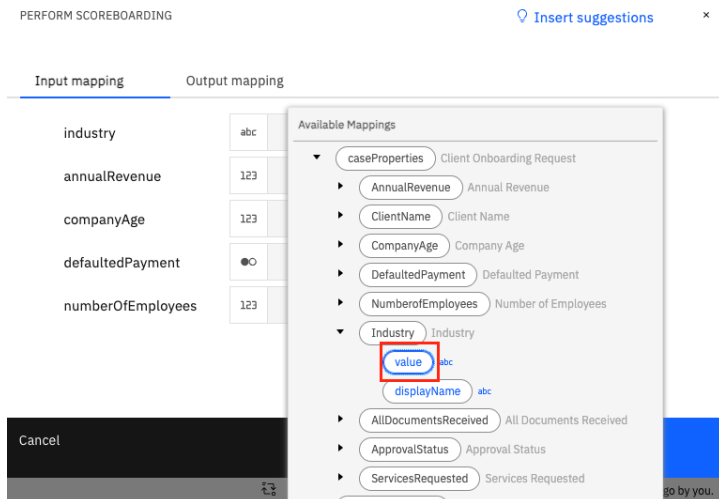 PERFORM SCOREBOARDING
Insert suggestions
×
Input mapping
Output mapping
industry
abc
annualRevenue
123
companyAge
123
defaultedPayment
numberOfEmployees
123
Available Mappings
caseProperties Client Onboarding Request
AnnualRevenue Annual Revenue
ClientName Client Name
CompanyAge Company Age
DefaultedPayment Defaulted Payment
NumberofEmployees Number of Employees
Industry Industry
value abc
displayName abc
AllDocumentsReceived All Documents Received
ApprovalStatus Approval Status
ServicesRequested Services Requested
Cancel
go by you.